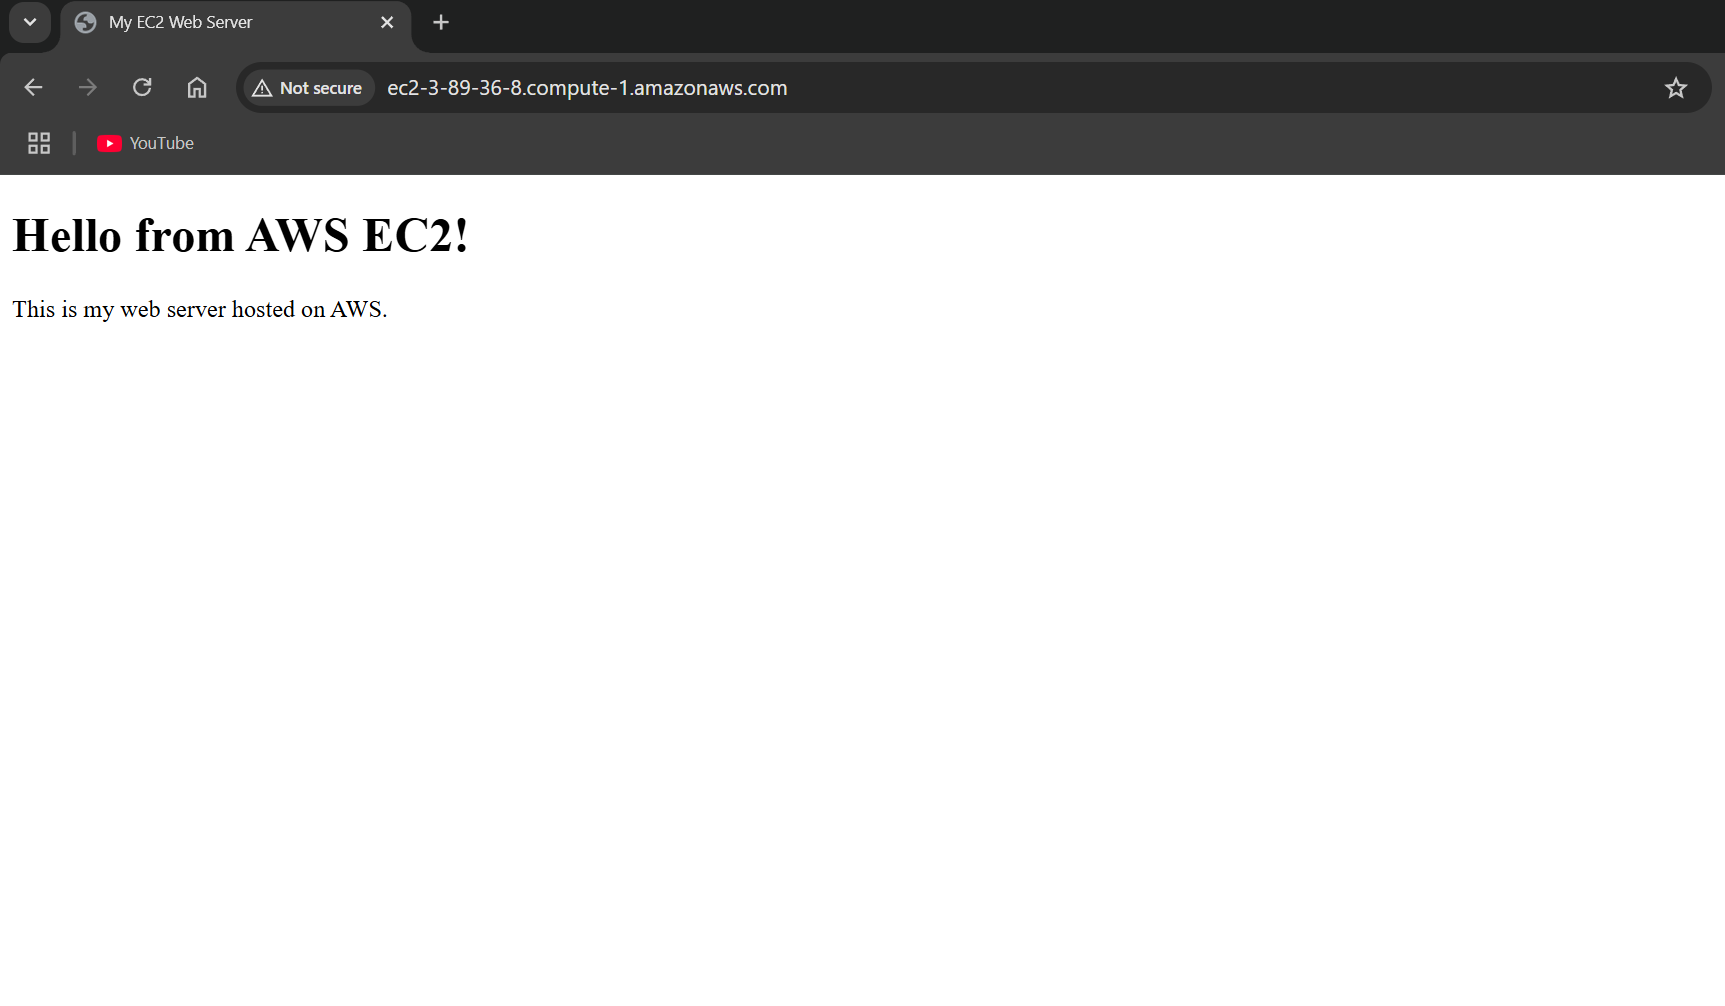 My EC2 Web Server
Not secure
ec2-3-89-36-8.compute-1.amazonaws.com
YouTube
Hello from AWS EC2!
This is my web server hosted on AWS.